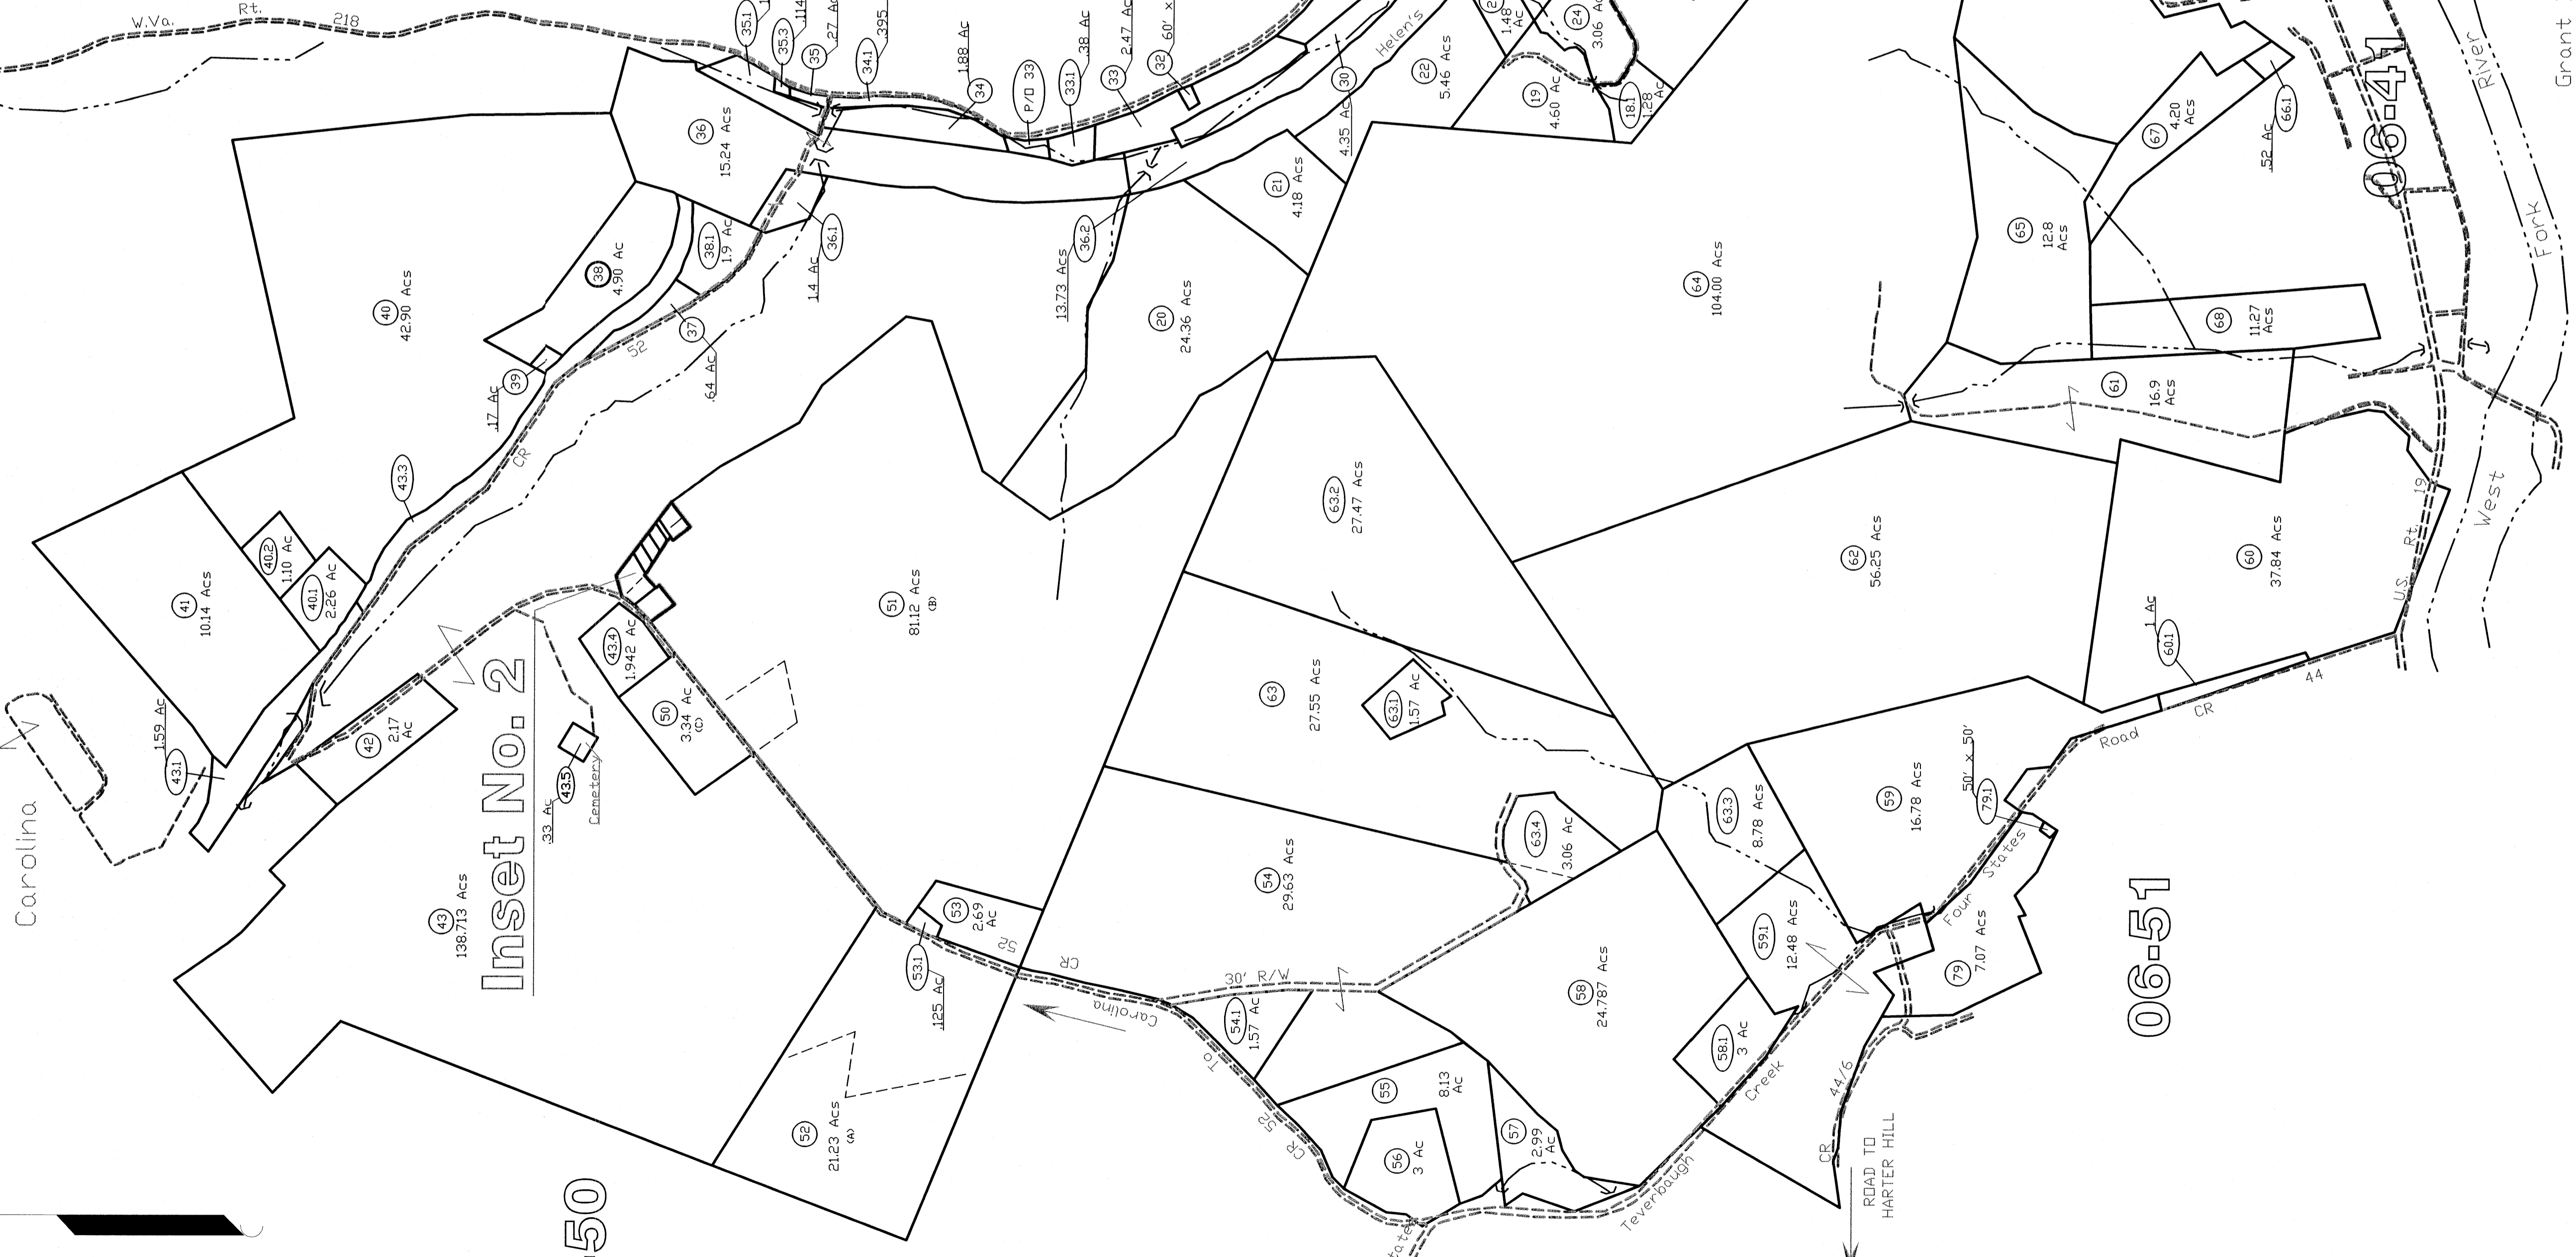 W.Va.
Rt.
218
35.1
35.3
.114
35
.27 Ac
34.1
.395
1.88 Ac
34
P/O 33
33.1
.38 Ac
33
2.47 Ac
32
60' x
30
4.35 Ac
Helen's
22
5.46 Acs
1.48
Ac
24
3.06 Ac
19
4.60 Ac
18.1
1.28
River
06-41
Grant
66.1
.52 Ac
67
4.20
Acs
36
15.24 Acs
38.1
1.9 Ac
36.1
1.4 Ac
36.2
13.73 Acs
21
4.18 Acs
65
12.8
Acs
Fork
38
4.90 Ac
40
42.90 Acs
37
.64 Ac
52
39
.17 Ac
20
24.36 Acs
64
104.00 Acs
68
11.27
Acs
61
16.9
Acs
43.3
CR
63.2
27.47 Acs
West
19
Rt.
U.S.
40.2
1.10 Ac
40.1
2.26 Ac
41
10.14 Acs
51
81.12 Acs
(B)
62
56.25 Acs
60
37.84 Acs
1 Ac
60.1
43.4
1.942 Ac
50
3.34 Ac
(C)
63
27.55 Acs
63.1
1.57 Ac
44
CR
Road
42
2.17
Ac
1.59 Ac
43.1
Inset No. 2
.33 Ac
43.5
Cemetery
Carolina
63.4
3.06 Ac
63.3
8.78 Acs
59
16.78 Acs
50' x 50'
79.1
States
Four
43
138.713 Acs
53
2.69
Ac
53.1
.125 Ac
52
CR
54
29.63 Acs
59.1
12.48 Acs
79
7.07 Acs
06-51
30' R/W
Carolina
54.1
1.57 Ac
To
58
24.787 Acs
58.1
3 Ac
Creek
44/6
CR
52
21.23 Acs
(A)
52
CR
55
8.13
Ac
56
3 Ac
57
2.99
Ac
Teverbaugh
ROAD TO
HARTER HILL
-50